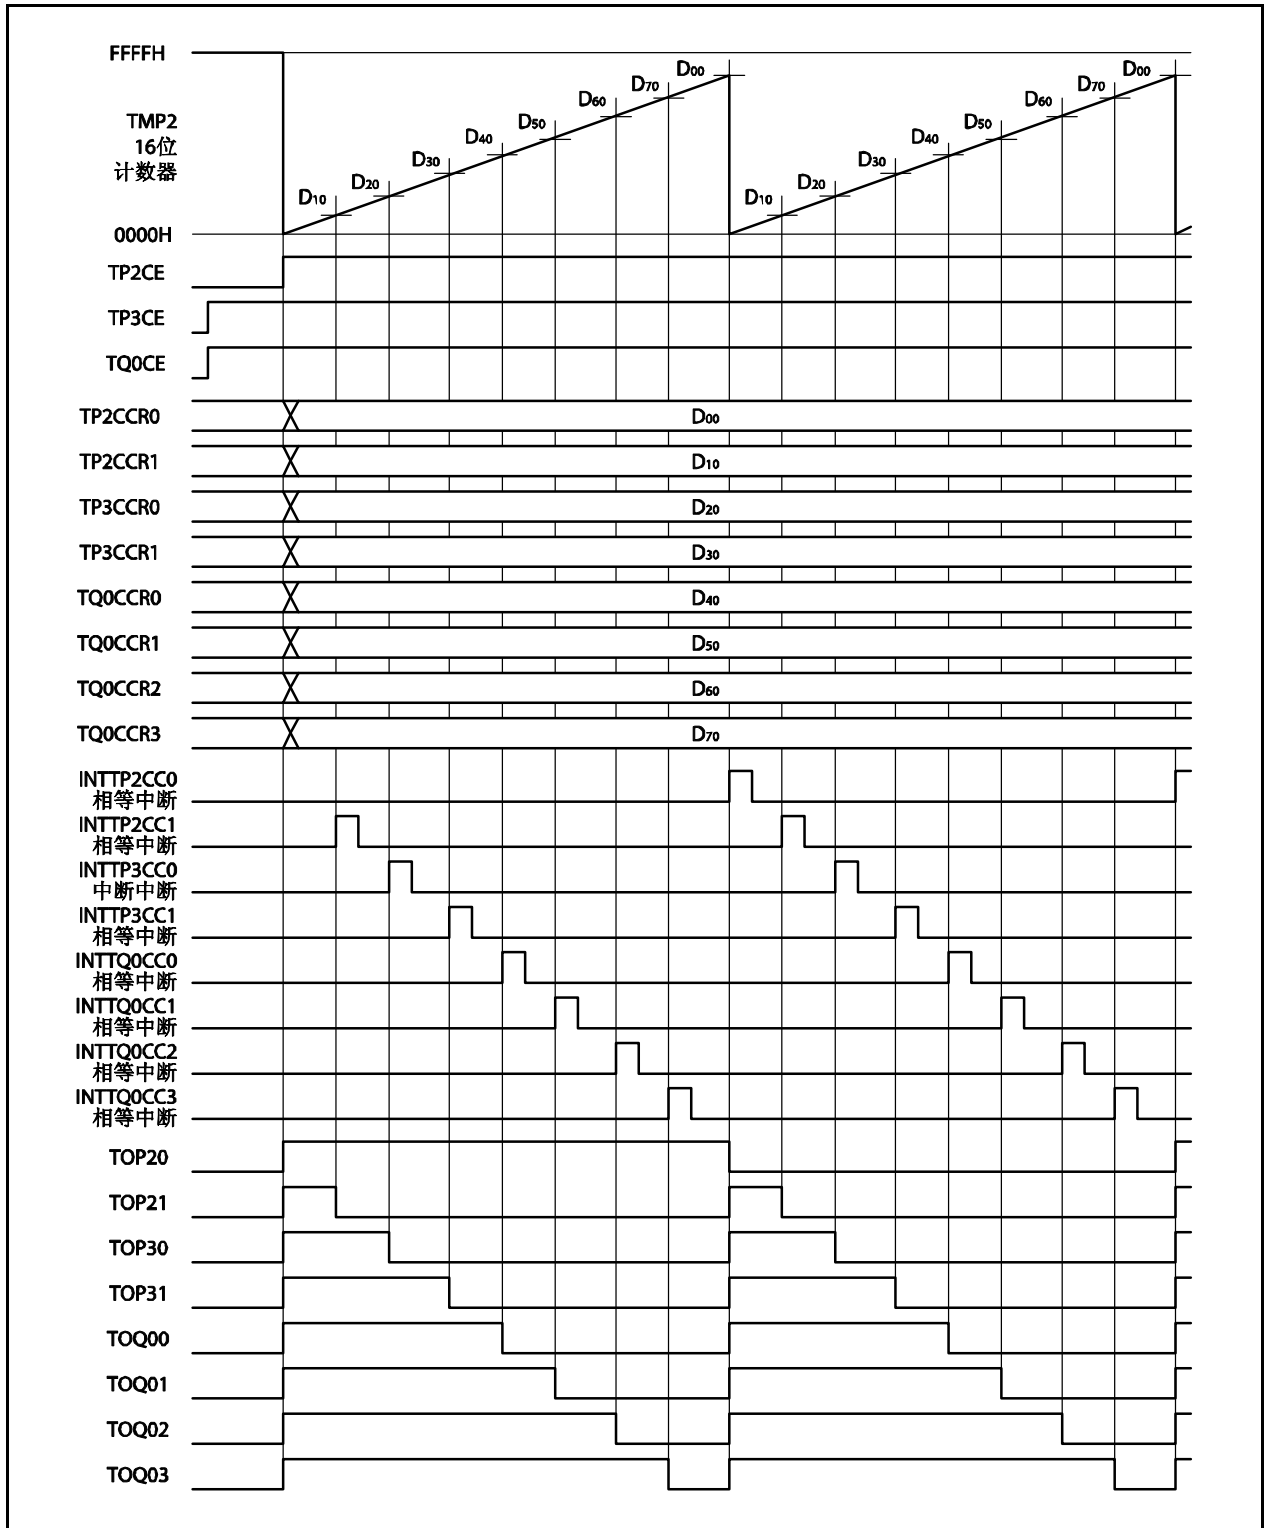 FFFFH
TMP2
16位
计数器
0000H
D10 D20 D30 D40 D50 D60 D70 D00 D10 D20 D30 D40 D50 D60 D70 D00
TP2CE
TP3CE
TQ0CE
TP2CCR0 D00
TP2CCR1 D10
TP3CCR0 D20
TP3CCR1 D30
TQ0CCR0 D40
TQ0CCR1 D50
TQ0CCR2 D60
TQ0CCR3 D70
INTTP2CC0
相等中断
INTTP2CC1
相等中断
INTTP3CC0
中断中断
INTTP3CC1
相等中断
INTTQ0CC0
相等中断
INTTQ0CC1
相等中断
INTTQ0CC2
相等中断
INTTQ0CC3
相等中断
TOP20
TOP21
TOP30
TOP31
TOQ00
TOQ01
TOQ02
TOQ03